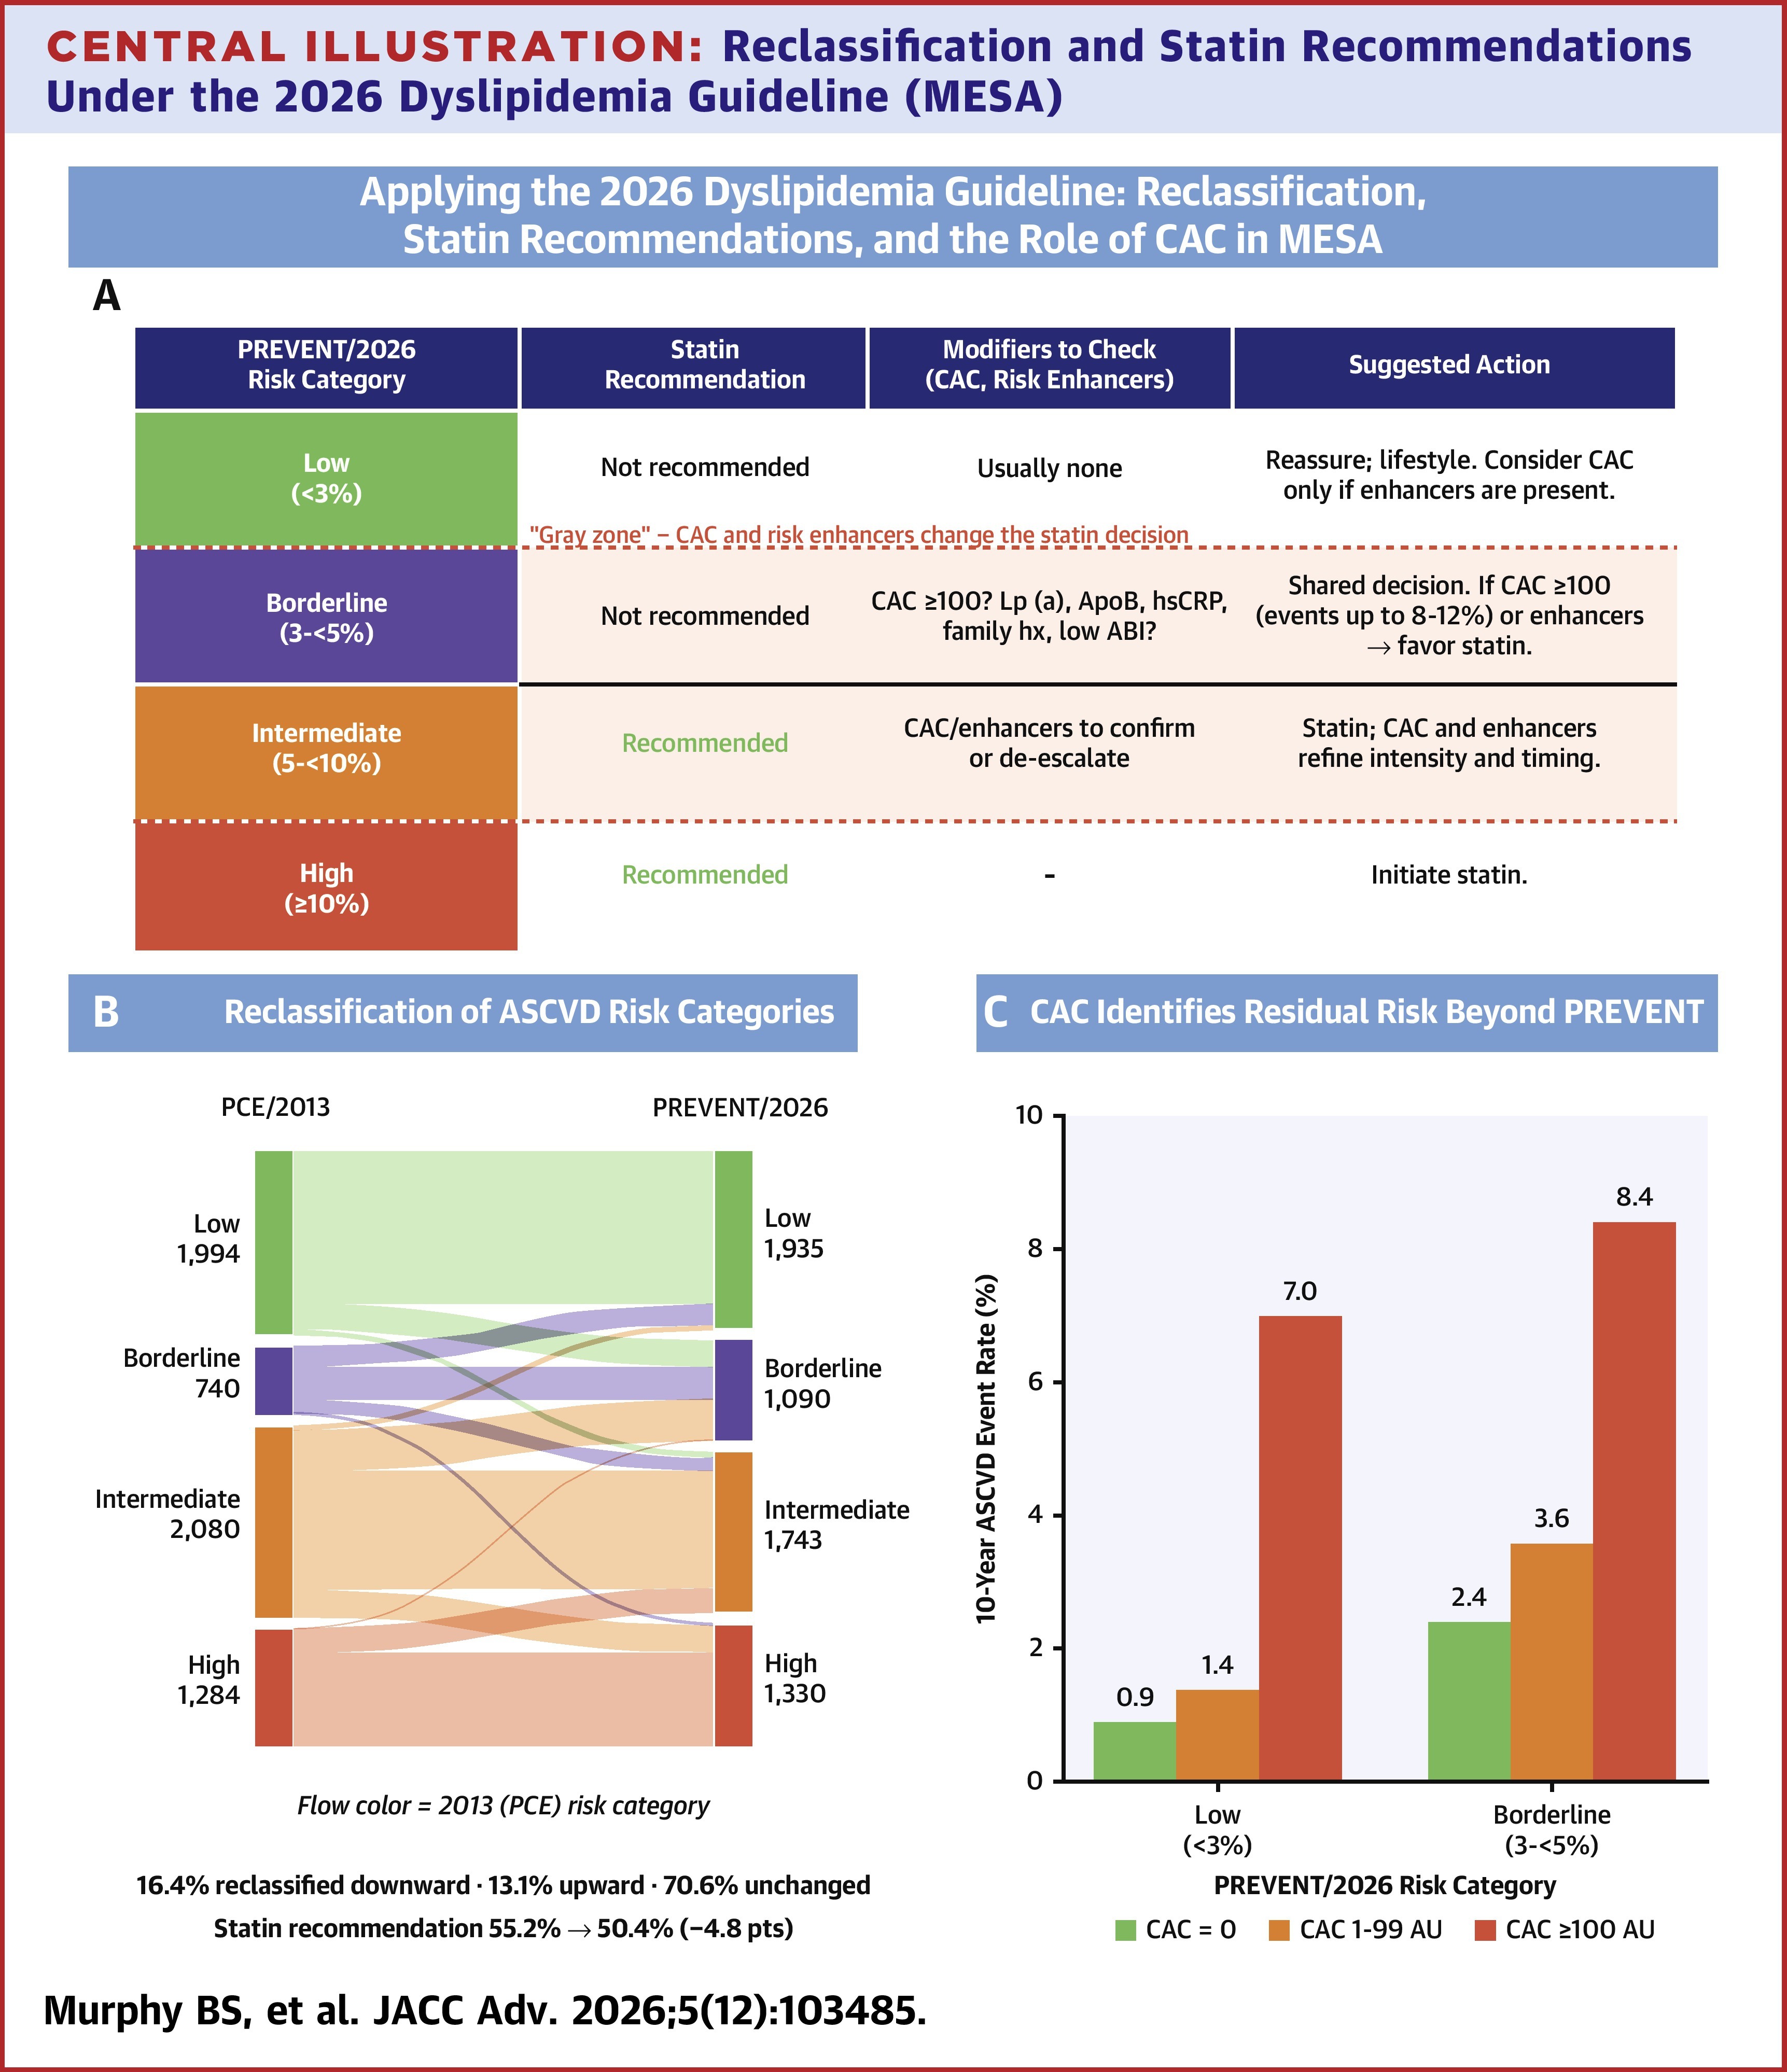 CENTRAL ILLUSTRATION: Reclassification and Statin Recommendations
Under the 2026 Dyslipidemia Guideline (MESA)
Applying the 2026 Dyslipidemia Guideline: Reclassification,
Statin Recommendations, and the Role of CAC in MESA
A
PREVENT/2026
Risk Category
Statin
Recommendation
Modifiers to Check
(CAC, Risk Enhancers)
Suggested Action
Low
(<3%)
Not recommended
Usually none
Reassure; lifestyle. Consider CAC
only if enhancers are present.
"Gray zone" – CAC and risk enhancers change the statin decision
Borderline
(3-<5%)
Not recommended
CAC ≥100? Lp (a), ApoB, hsCRP,
family hx, low ABI?
Shared decision. If CAC ≥100
(events up to 8-12%) or enhancers
→ favor statin.
Intermediate
(5-<10%)
Recommended
CAC/enhancers to confirm
or de-escalate
Statin; CAC and enhancers
refine intensity and timing.
High
(≥10%)
Recommended
-
Initiate statin.
B Reclassification of ASCVD Risk Categories
PCE/2013
PREVENT/2026
Low
1,994
Borderline
740
Intermediate
2,080
High
1,284
Low
1,935
Borderline
1,090
Intermediate
1,743
High
1,330
Flow color = 2013 (PCE) risk category
16.4% reclassified downward · 13.1% upward · 70.6% unchanged
Statin recommendation 55.2% → 50.4% (−4.8 pts)
C CAC Identifies Residual Risk Beyond PREVENT
10-Year ASCVD Event Rate (%)
10
8
6
4
2
0
0.9
1.4
7.0
2.4
3.6
8.4
Low
(<3%)
Borderline
(3-<5%)
PREVENT/2026 Risk Category
CAC = 0
CAC 1-99 AU
CAC ≥100 AU
Murphy BS, et al. JACC Adv. 2026;5(12):103485.